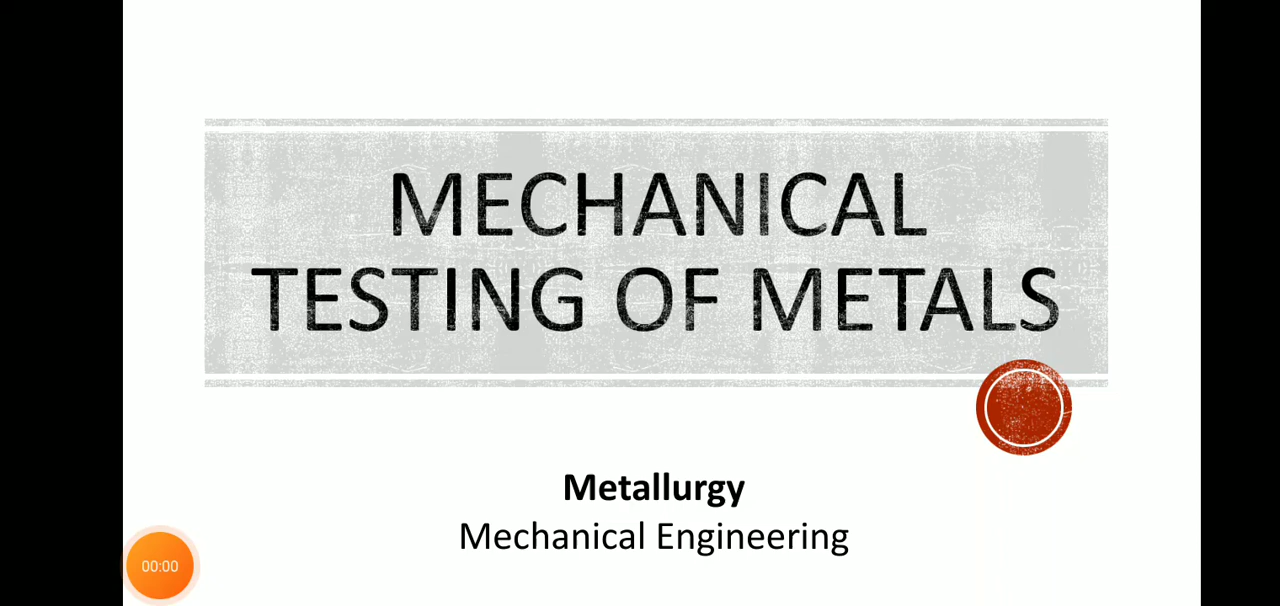 MECHANICAL
TESTING OF METALS
Metallurgy
Mechanical Engineering
00:00